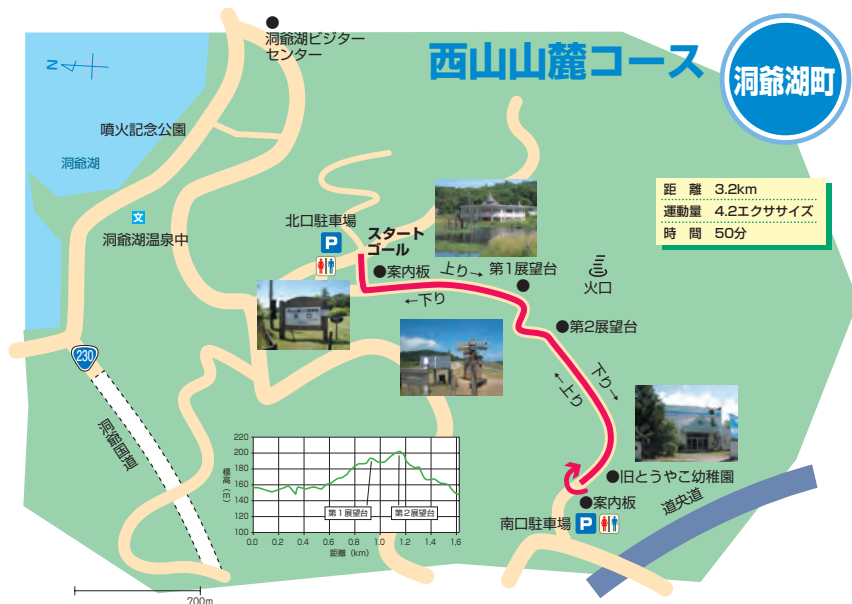 洞爺湖ビジター
センター
西山山麓コース
洞爺湖町
N
噴火記念公園
洞爺湖
文
洞爺湖温泉中
距 離 3.2km
運動量 4.2エクササイズ
時 間 50分
北口駐車場
P
スタート
ゴール
案内板
上り→
←下り
第1展望台
火口
第2展望台
下り→
←上り
230
洞爺国道
旧とうやこ幼稚園
案内板
南口駐車場 P
道央道
標高(m)
220
200
180
160
140
120
100
第1展望台
第2展望台
0.0 0.2 0.4 0.6 0.8 1.0 1.2 1.4 1.6
距離(km)
700m